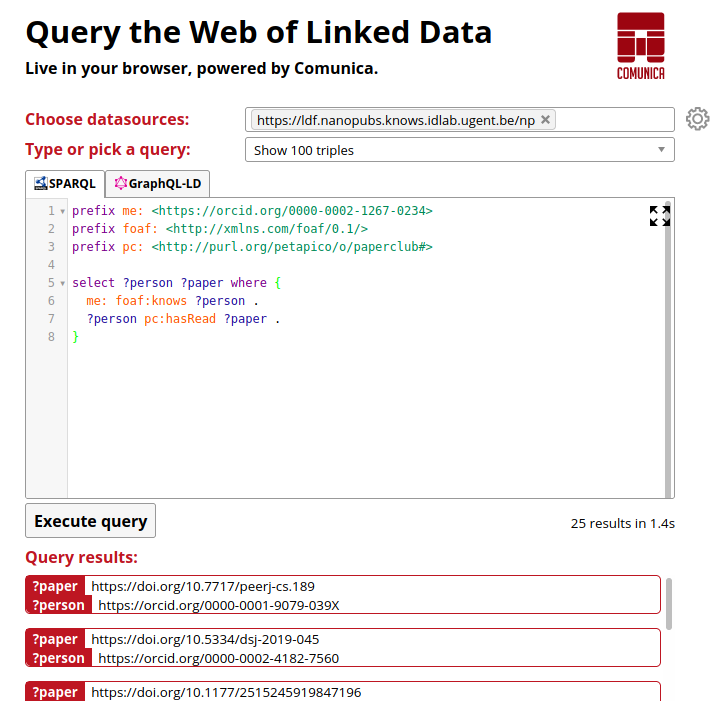 Query the Web of Linked Data
Live in your browser, powered by Comunica.
COMUNICA
Choose datasources:
https://ldf.nanopubs.knows.idlab.ugent.be/np ×
Type or pick a query:
Show 100 triples
SPARQL
GraphQL-LD
1 prefix me: <https://orcid.org/0000-0002-1267-0234>
2 prefix foaf: <http://xmlns.com/foaf/0.1/>
3 prefix pc: <http://purl.org/petapico/o/paperclub#>
4
5 select ?person ?paper where {
6 me: foaf:knows ?person .
7 ?person pc:hasRead ?paper .
8 }
Execute query
25 results in 1.4s
Query results:
?paper https://doi.org/10.7717/peerj-cs.189
?person https://orcid.org/0000-0001-9079-039X
?paper https://doi.org/10.5334/dsj-2019-045
?person https://orcid.org/0000-0002-4182-7560
?paper https://doi.org/10.1177/2515245919847196